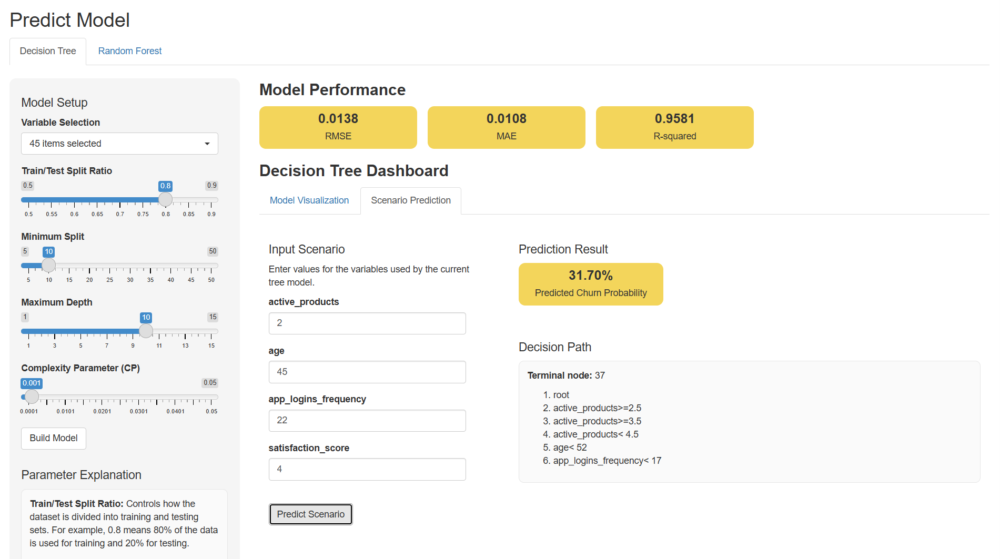 Predict Model
Decision Tree
Random Forest
Model Setup
Variable Selection
45 items selected
Train/Test Split Ratio
0.5 0.8 0.9
0.5 0.55 0.6 0.65 0.7 0.75 0.8 0.85 0.9
Minimum Split
5 10 50
5 10 15 20 25 30 35 40 45 50
Maximum Depth
1 10 15
1 3 5 7 9 11 13 15
Complexity Parameter (CP)
0.001 0.05
0.0001 0.0101 0.0201 0.0301 0.0401 0.05
Build Model
Parameter Explanation
Train/Test Split Ratio: Controls how the
dataset is divided into training and testing
sets. For example, 0.8 means 80% of the data
is used for training and 20% for testing.
Model Performance
0.0138
RMSE
0.0108
MAE
0.9581
R-squared
Decision Tree Dashboard
Model Visualization
Scenario Prediction
Input Scenario
Enter values for the variables used by the current
tree model.
active_products
2
age
45
app_logins_frequency
22
satisfaction_score
4
Predict Scenario
Prediction Result
31.70%
Predicted Churn Probability
Decision Path
Terminal node: 37
1. root
2. active_products>=2.5
3. active_products>=3.5
4. active_products< 4.5
5. age< 52
6. app_logins_frequency< 17